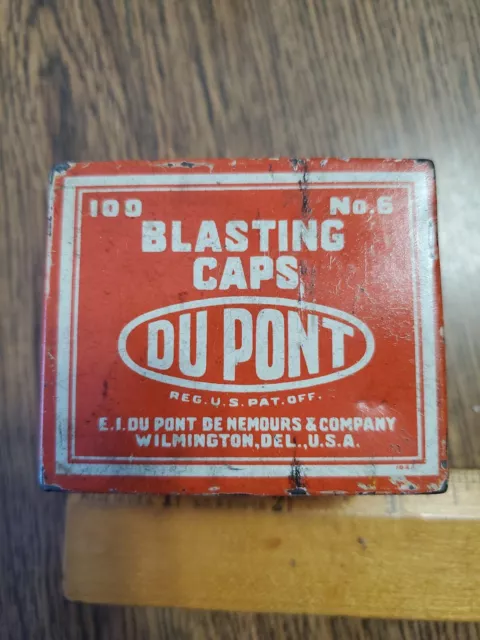 100 No. 6
BLASTING
CAPS
DU PONT
REG. U.S. PAT. OFF.
E.I. DU PONT DE NEMOURS & COMPANY
WILMINGTON, DEL., U.S.A.